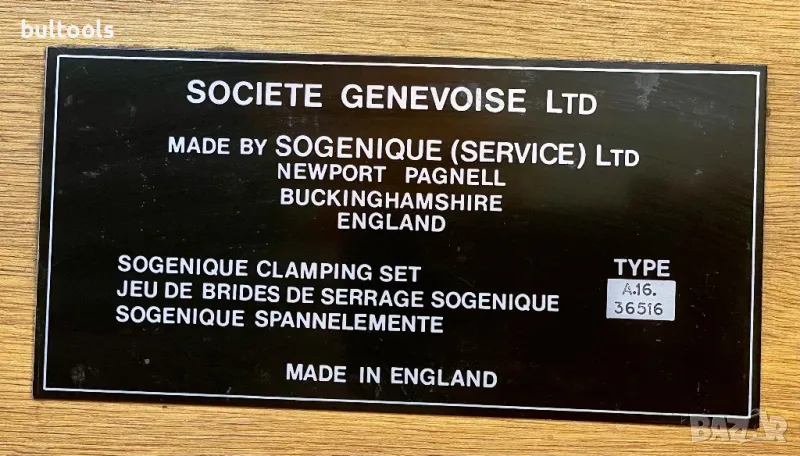 bultools
SOCIETE GENEVOISE LTD
MADE BY SOGENIQUE (SERVICE) LTD
NEWPORT PAGNELL
BUCKINGHAMSHIRE
ENGLAND
SOGENIQUE CLAMPING SET
JEU DE BRIDES DE SERRAGE SOGENIQUE
SOGENIQUE SPANNELEMENTE
TYPE
A.16.
36516
MADE IN ENGLAND
BAZAR